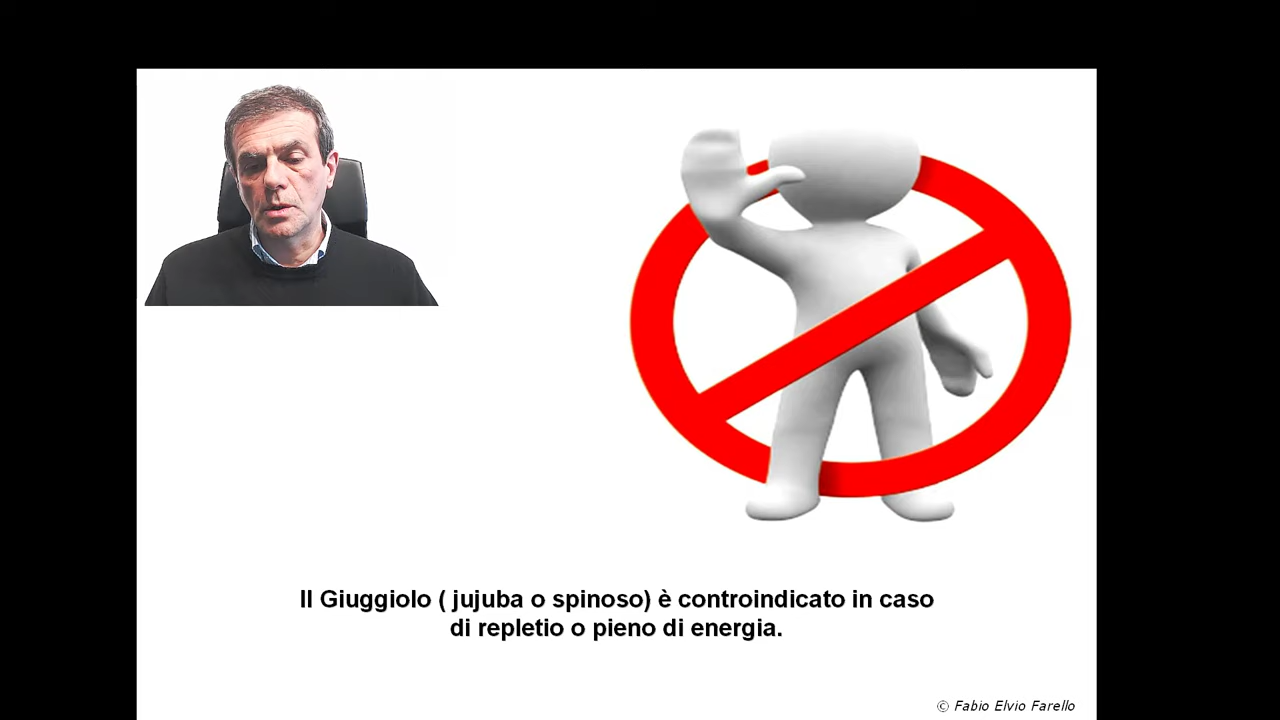 Il Giuggiolo ( jujuba o spinoso) è controindicato in caso
di repletio o pieno di energia.
© Fabio Elvio Farello